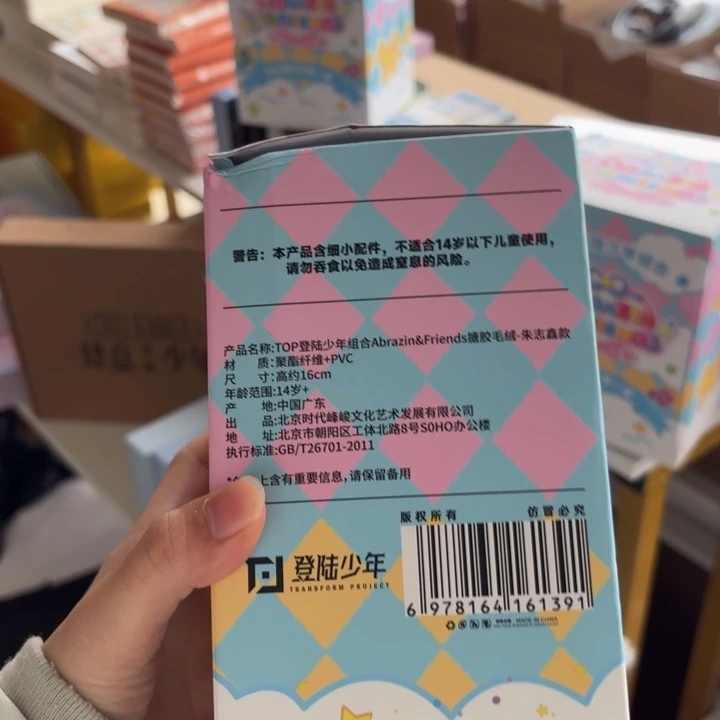 警告：本产品含细小配件，不适合14岁以下儿童使用，
请勿吞食以免造成窒息的风险。
产品名称:TOP登陆少年组合Abrazin&Friends搪胶毛绒-朱志鑫款
材 质:聚酯纤维+PVC
尺 寸:高约16cm
年龄范围:14岁+
产 地:中国广东
出 品:北京时代峰峻文化艺术发展有限公司
地 址:北京市朝阳区工体北路8号SOHO办公楼
执行标准:GB/T26701-2011
上含有重要信息,请保留备用
版权所有 仿冒必究
登陆少年
TRANSFORM PROJECT
6 978164 161391
MADE IN CHINA